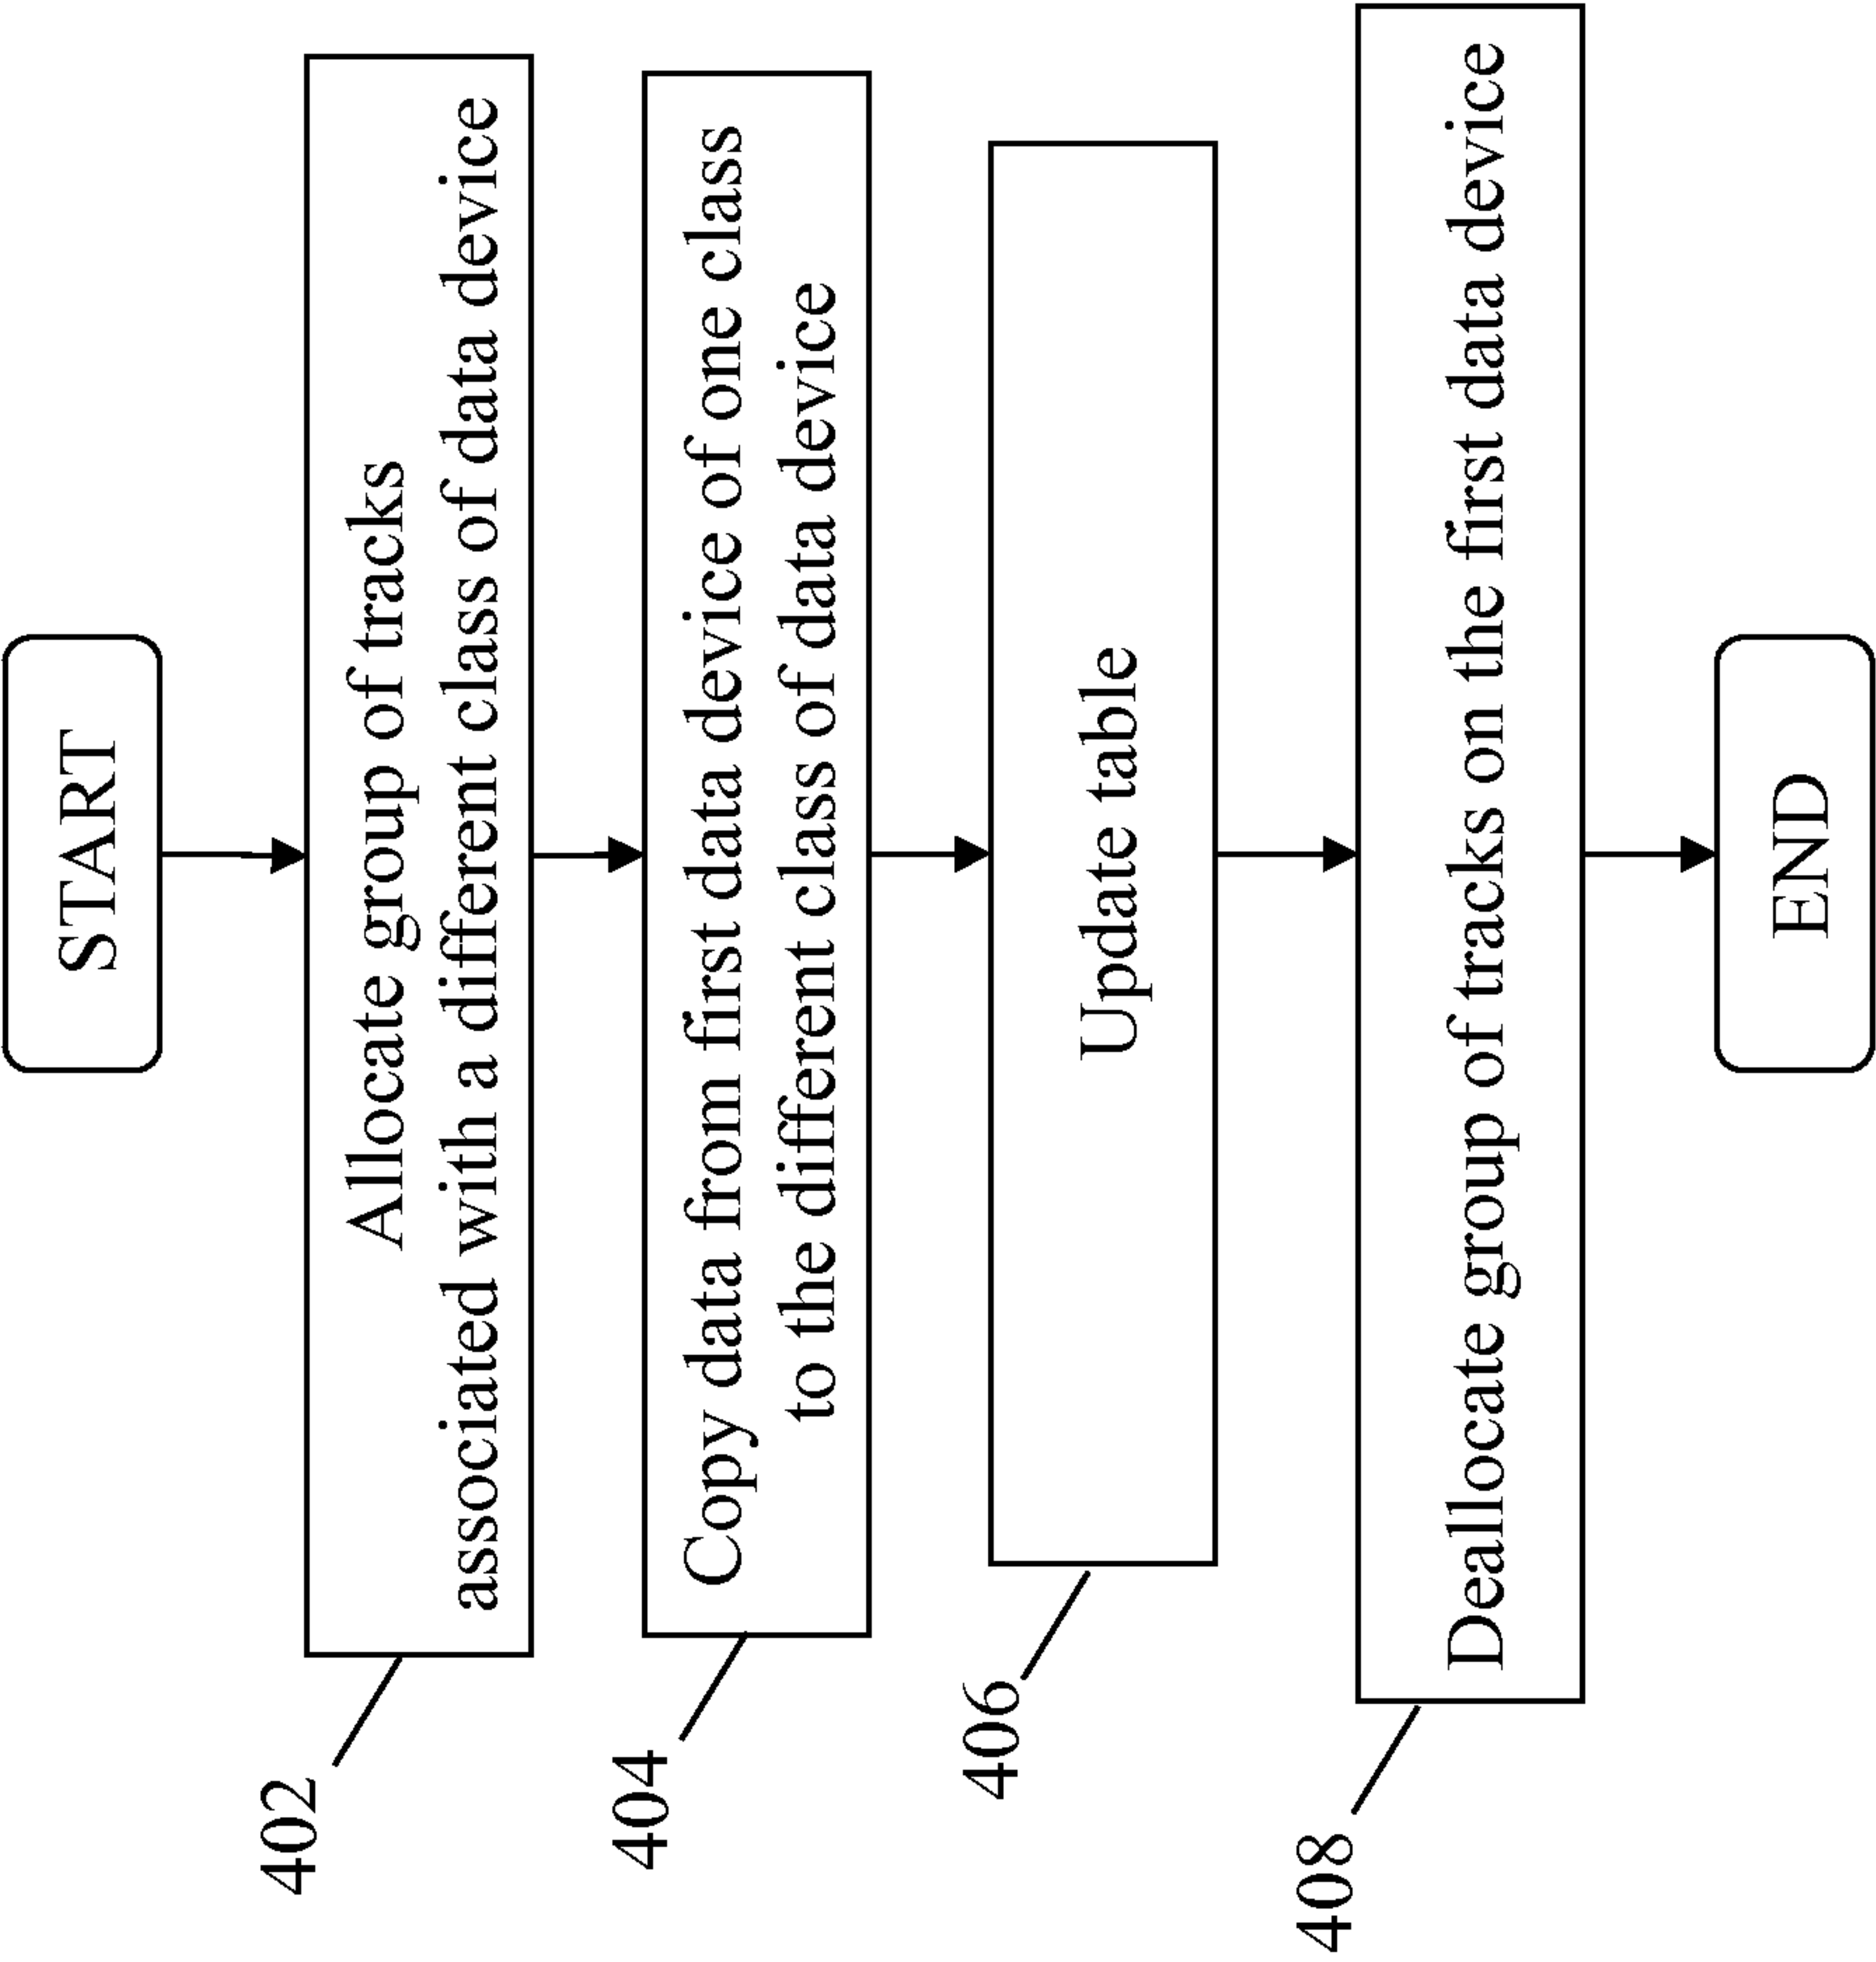 START
402
Allocate group of tracks
associated with a different class of data device
404
Copy data from first data device of one class
to the different class of data device
406
Update table
408
Deallocate group of tracks on the first data device
END